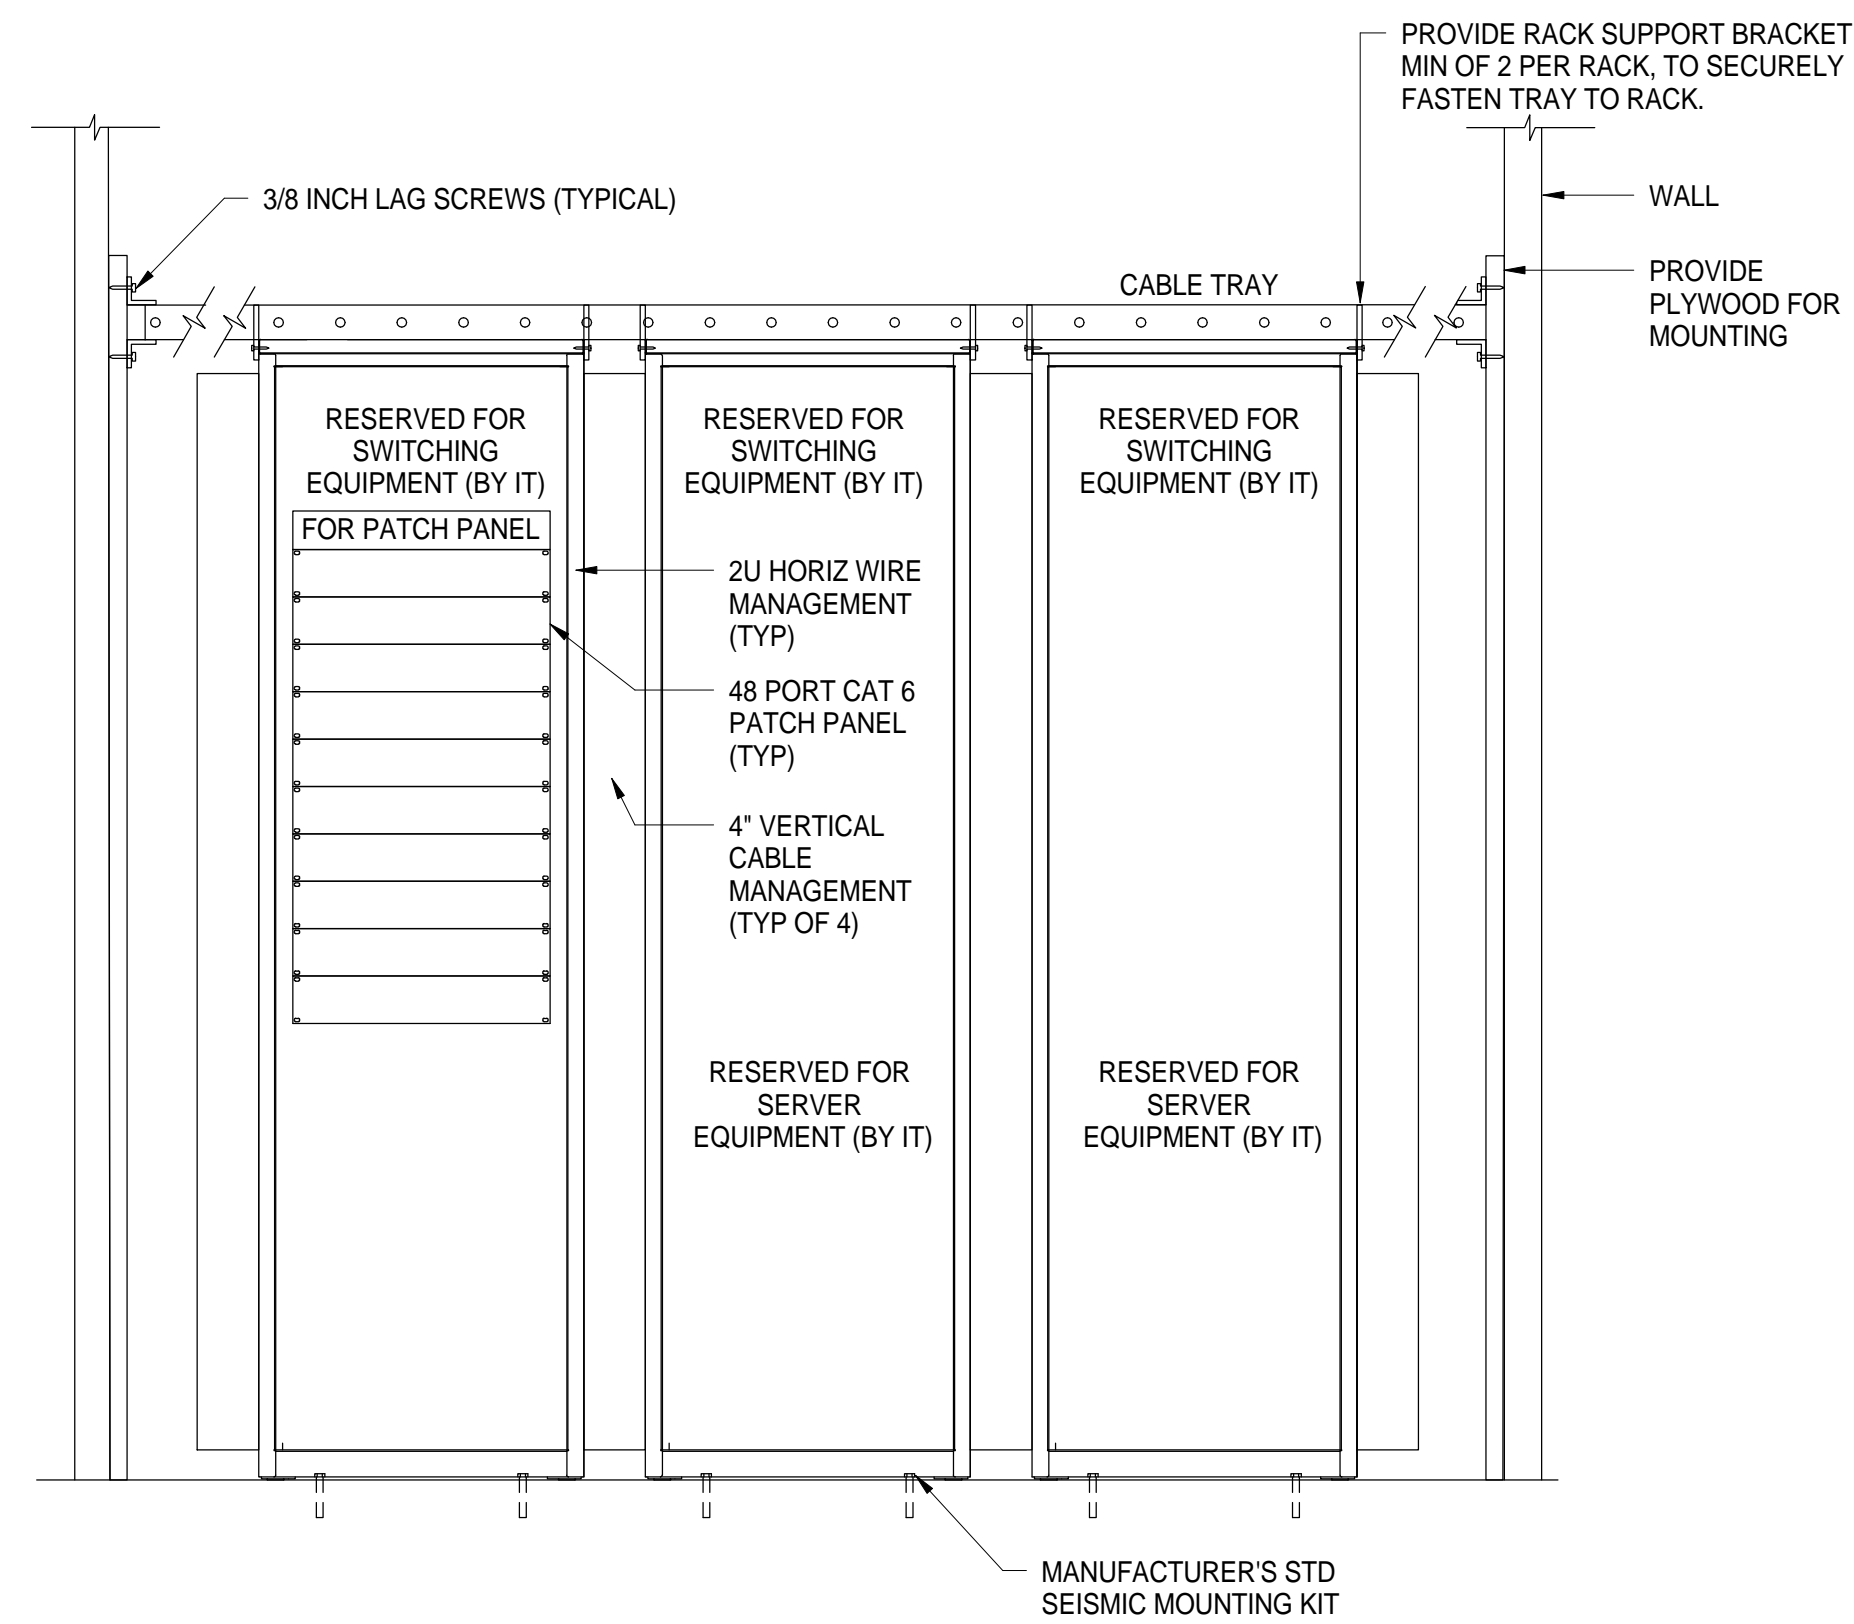 PROVIDE RACK SUPPORT BRACKET
MIN OF 2 PER RACK, TO SECURELY
FASTEN TRAY TO RACK.
3/8 INCH LAG SCREWS (TYPICAL)
WALL
PROVIDE
PLYWOOD FOR
MOUNTING
CABLE TRAY
RESERVED FOR
SWITCHING
EQUIPMENT (BY IT)
RESERVED FOR
SWITCHING
EQUIPMENT (BY IT)
RESERVED FOR
SWITCHING
EQUIPMENT (BY IT)
FOR PATCH PANEL
2U HORIZ WIRE
MANAGEMENT
(TYP)
48 PORT CAT 6
PATCH PANEL
(TYP)
4" VERTICAL
CABLE
MANAGEMENT
(TYP OF 4)
RESERVED FOR
SERVER
EQUIPMENT (BY IT)
RESERVED FOR
SERVER
EQUIPMENT (BY IT)
MANUFACTURER'S STD
SEISMIC MOUNTING KIT